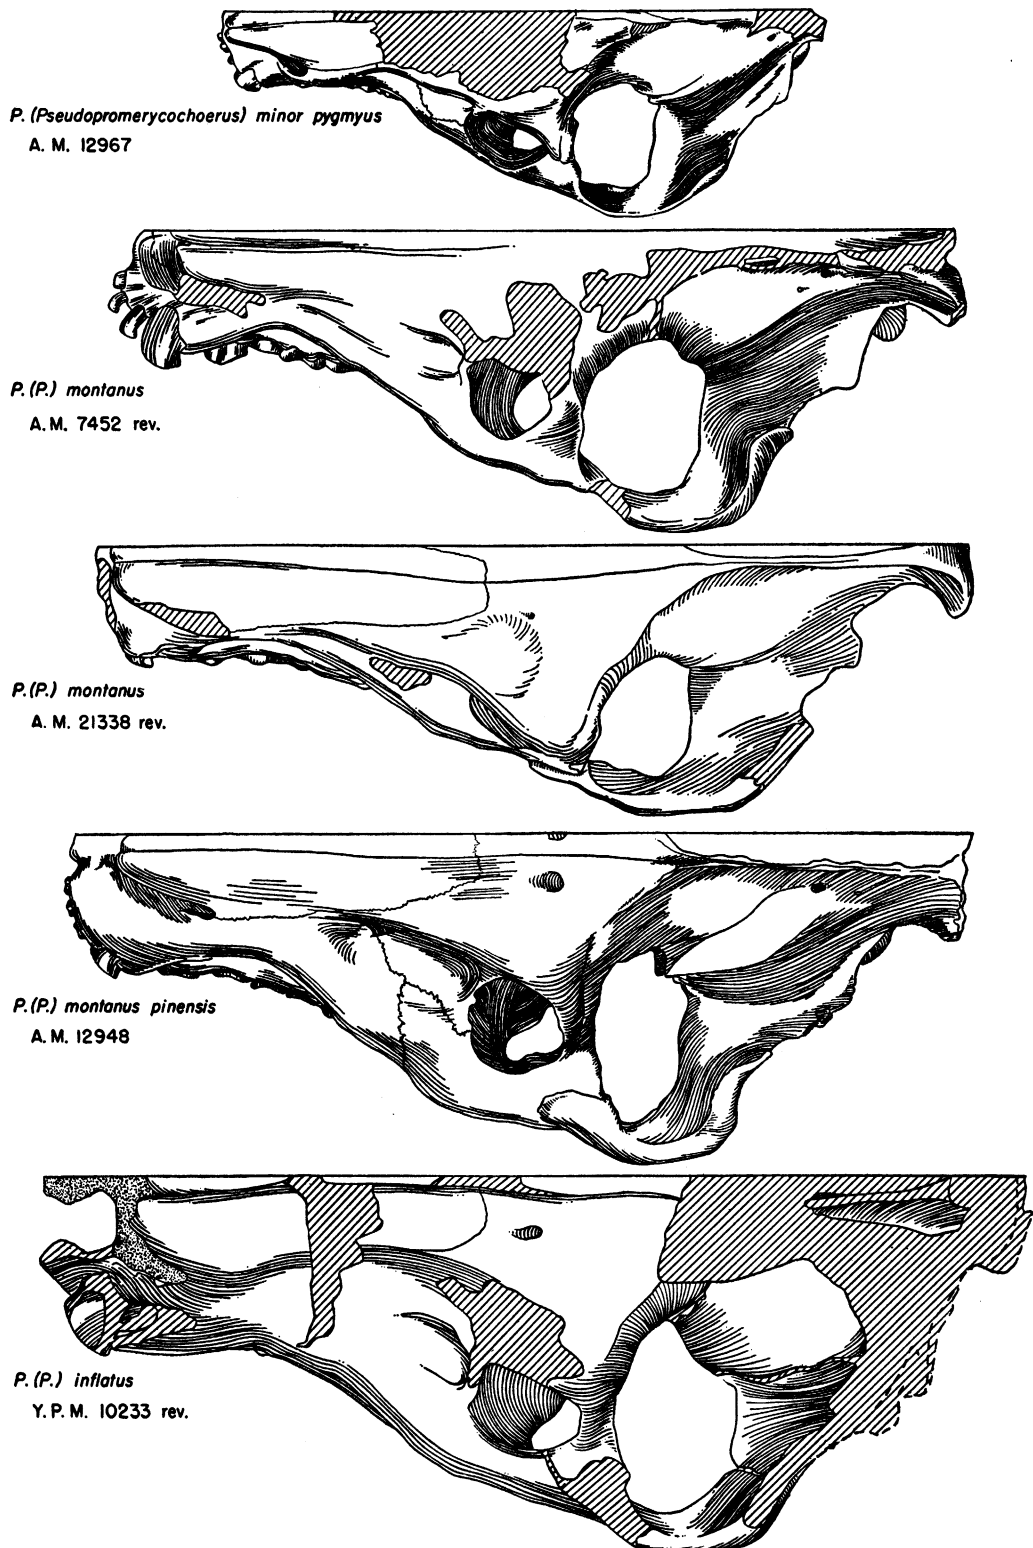 P. (Pseudopromerycochoerus) minor pygmyus
A. M. 12967
P. (P.) montanus
A. M. 7452 rev.
P. (P.) montanus
A. M. 21338 rev.
P. (P.) montanus pinensis
A. M. 12948
P. (P.) inflatus
Y. P. M. 10233 rev.